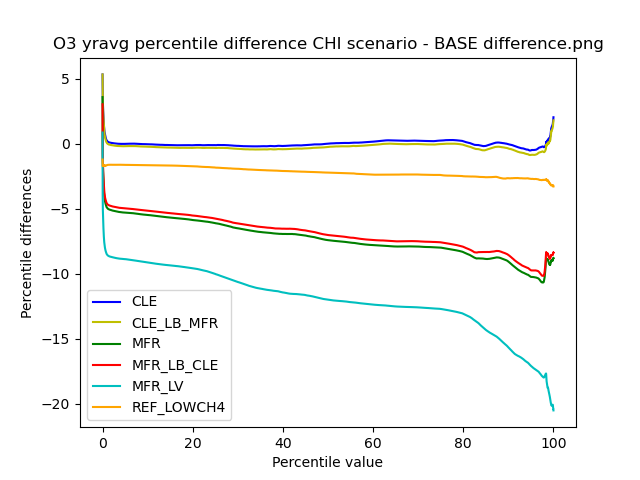 O3 yravg percentile difference CHI scenario - BASE difference.png
Percentile differences
5
0
−5
−10
−15
−20
CLE
CLE_LB_MFR
MFR
MFR_LB_CLE
MFR_LV
REF_LOWCH4
0 20 40 60 80 100
Percentile value